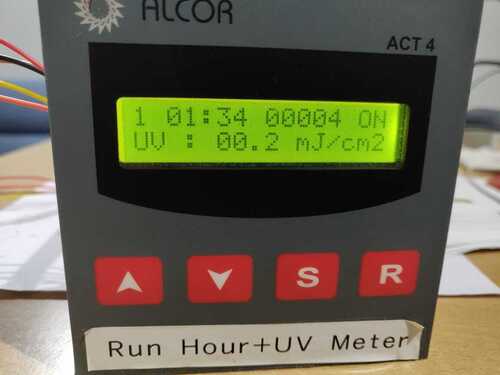 ALCOR
ACT 4
1 01:34 00004 ON
UV : 00.2 mJ/cm2
S R
Run Hour+UV Meter